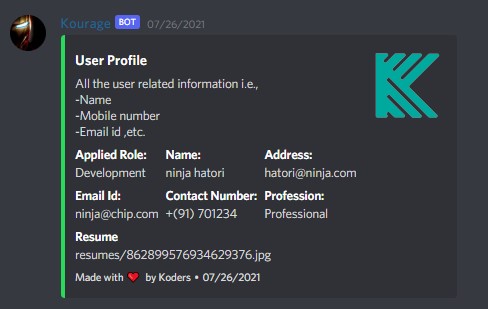 Kourage BOT 07/26/2021
User Profile
All the user related information i.e.,
-Name
-Mobile number
-Email id ,etc.
Applied Role: Name: Address:
Development ninja hatori hatori@ninja.com
Email Id: Contact Number: Profession:
ninja@chip.com +(91) 701234 Professional
Resume
resumes/862899576934629376.jpg
Made with ❤️ by Koders • 07/26/2021